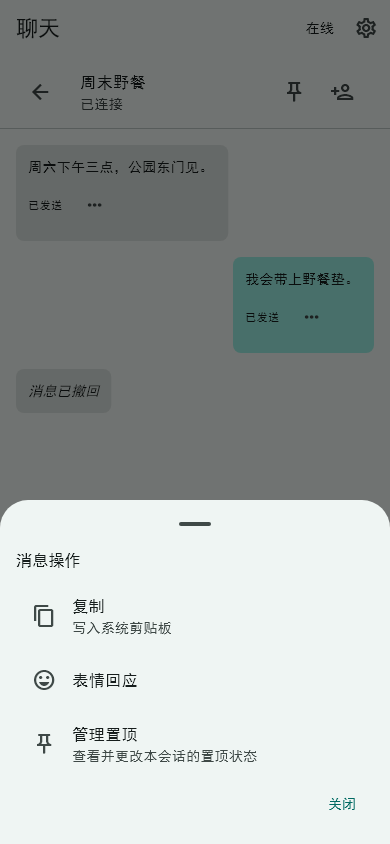 聊天
在线
周末野餐
已连接
周六下午三点，公园东门见。
已发送
我会带上野餐垫。
已发送
消息已撤回
消息操作
复制
写入系统剪贴板
表情回应
管理置顶
查看并更改本会话的置顶状态
关闭